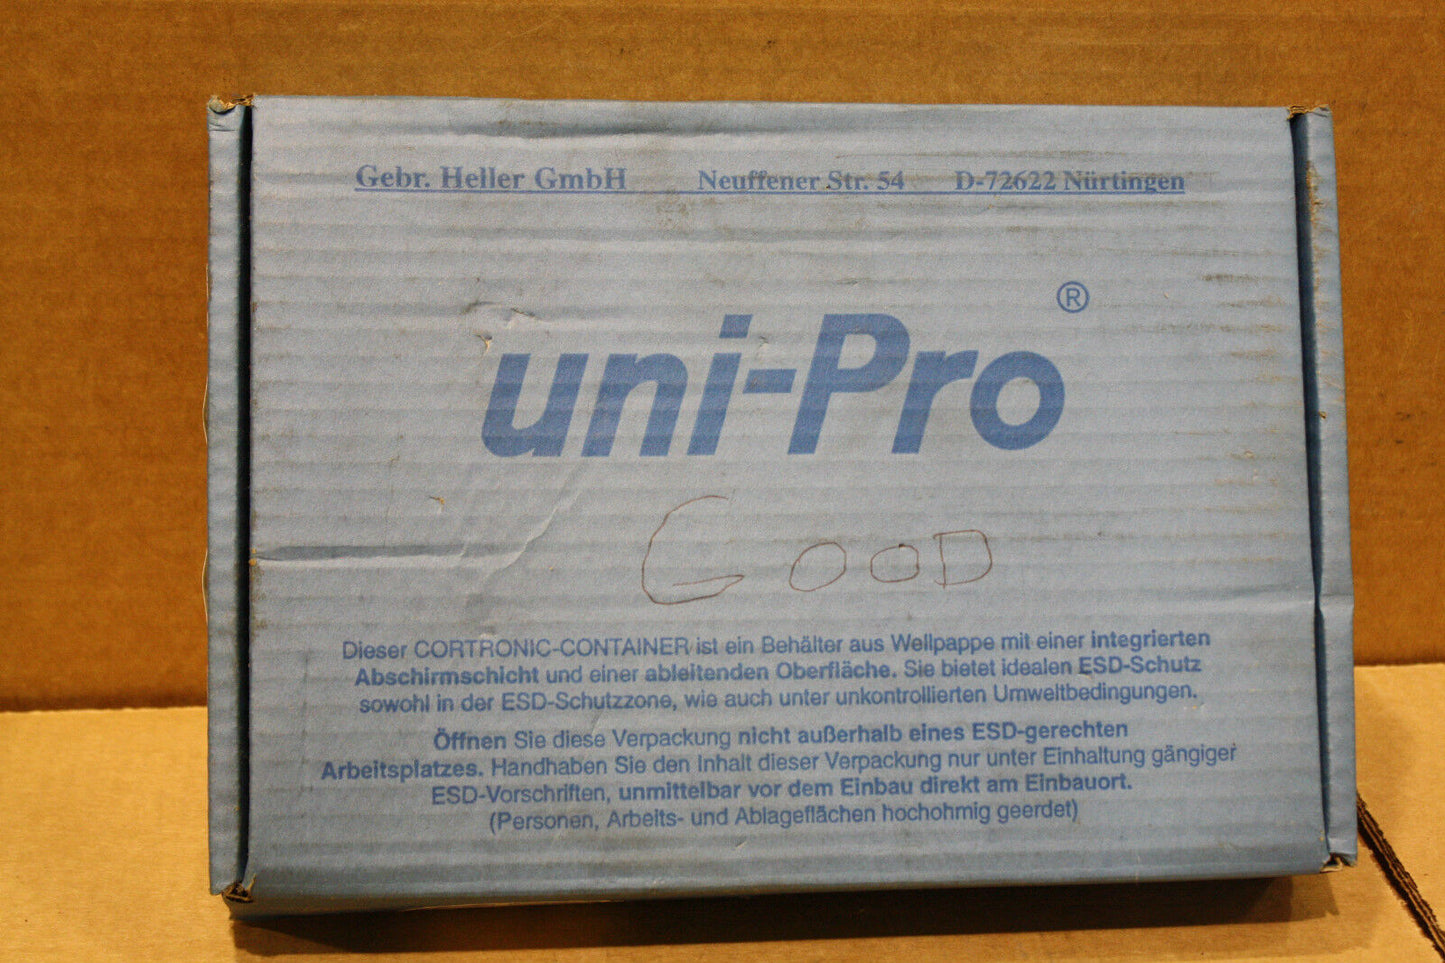 Gebr. Heller GmbH Neuffener Str. 54 D-72622 Nürtingen
uni-Pro ®
GOOD
Dieser CORTRONIC-CONTAINER ist ein Behälter aus Wellpappe mit einer integrierten
Abschirmschicht und einer ableitenden Oberfläche. Sie bietet idealen ESD-Schutz
sowohl in der ESD-Schutzzone, wie auch unter unkontrollierten Umweltbedingungen.
Öffnen Sie diese Verpackung nicht außerhalb eines ESD-gerechten
Arbeitsplatzes. Handhaben Sie den Inhalt dieser Verpackung nur unter Einhaltung gängiger
ESD-Vorschriften, unmittelbar vor dem Einbau direkt am Einbauort.
(Personen, Arbeits- und Ablageflächen hochohmig geerdet)